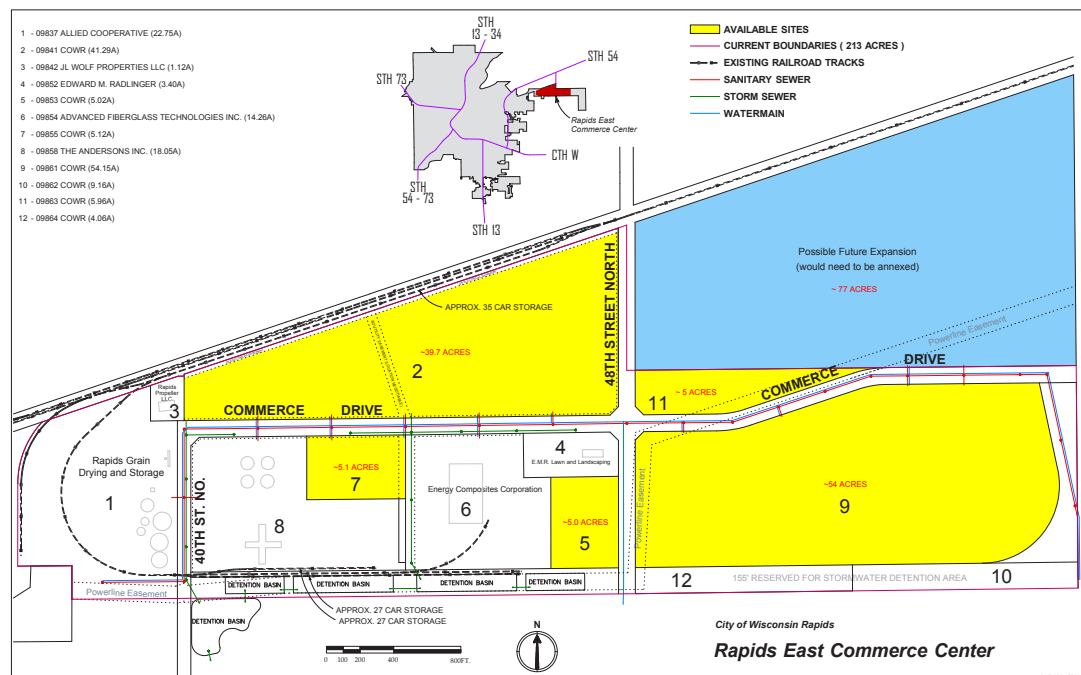 1 - 09837 ALLIED COOPERATIVE (22.75A)
2 - 09841 COWR (41.29A)
3 - 09842 JL WOLF PROPERTIES LLC (1.12A)
4 - 09852 EDWARD M. RADLINGER (3.40A)
5 - 09853 COWR (5.02A)
6 - 09854 ADVANCED FIBERGLASS TECHNOLOGIES INC. (14.26A)
7 - 09855 COWR (5.12A)
8 - 09858 THE ANDERSONS INC. (18.05A)
9 - 09861 COWR (54.15A)
10 - 09862 COWR (9.16A)
11 - 09863 COWR (5.96A)
12 - 09864 COWR (4.06A)
STH
13 - 34
STH 54
STH 73
Rapids East
Commerce Center
CTH W
STH
54 - 73
STH 13
AVAILABLE SITES
CURRENT BOUNDARIES ( 213 ACRES )
EXISTING RAILROAD TRACKS
SANITARY SEWER
STORM SEWER
WATERMAIN
Possible Future Expansion
(would need to be annexed)
~ 77 ACRES
Powerline Easement
APPROX. 35 CAR STORAGE
48TH STREET NORTH
~39.7 ACRES
2
Rapids
Propeller
LLC
3
COMMERCE DRIVE
11
~ 5 ACRES
COMMERCE DRIVE
Rapids Grain
Drying and Storage
1
40TH ST. NO.
8
~5.1 ACRES
7
Energy Composites Corporation
6
4
E.M.R. Lawn and Landscaping
~5.0 ACRES
5
Powerline Easement
~54 ACRES
9
12
155' RESERVED FOR STORMWATER DETENTION AREA
10
Powerline Easement
DETENTION BASIN
DETENTION BASIN
DETENTION BASIN
DETENTION BASIN
DETENTION BASIN
APPROX. 27 CAR STORAGE
APPROX. 27 CAR STORAGE
0 100 200 400 800FT.
N
City of Wisconsin Rapids
Rapids East Commerce Center